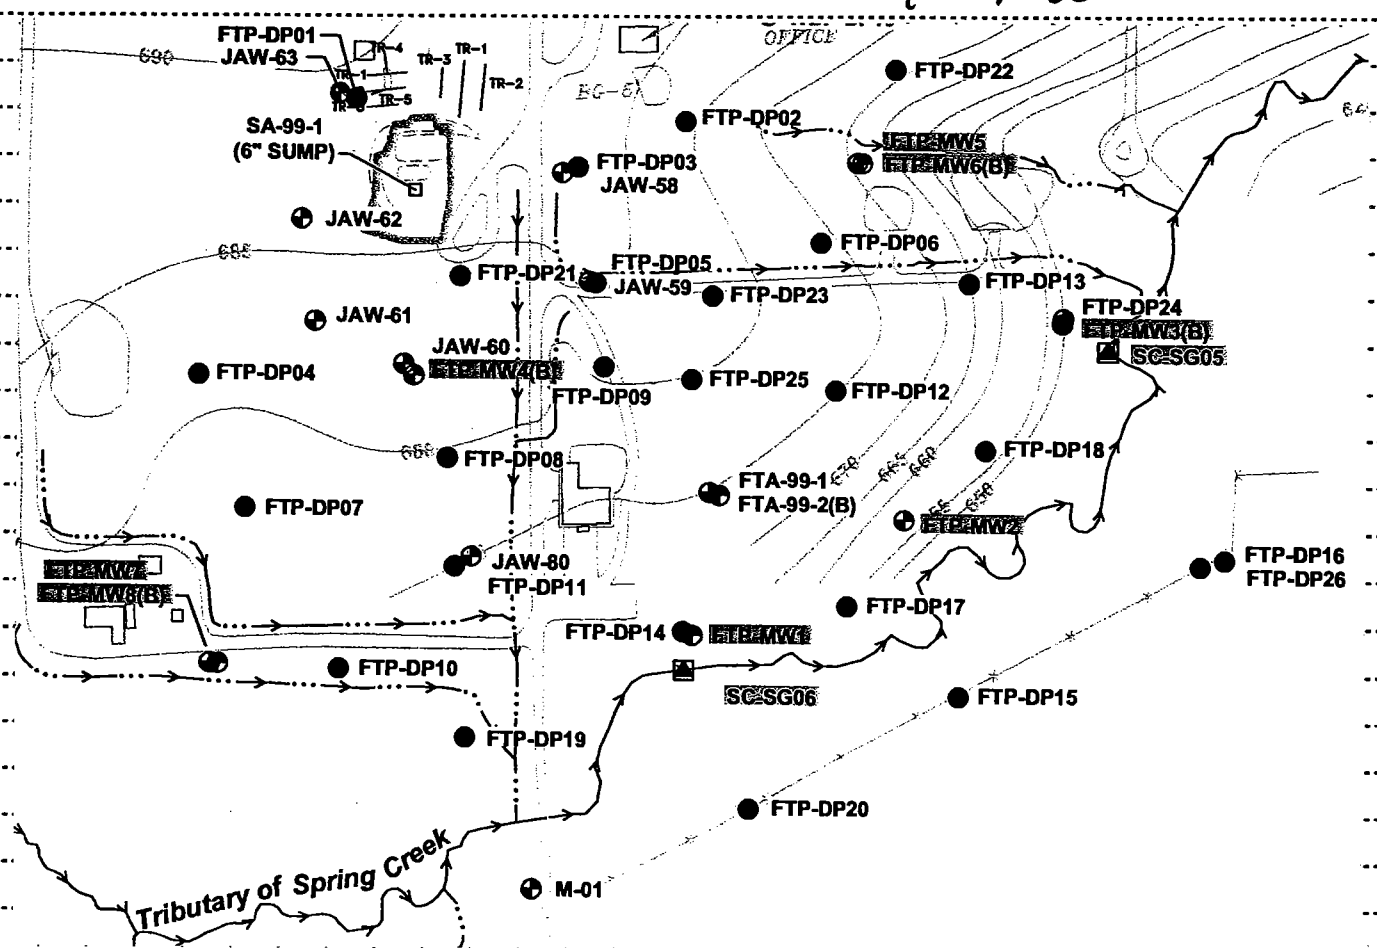 FTP-DP01
JAW-63
TR-4
TR-1
TR-3
TR-1
TR-2
TR-5
690
OFFICE
FTP-DP22
SA-99-1
(6" SUMP)
FTP-DP02
FTP-MW5
FTP-MW6(B)
FTP-DP03
JAW-58
JAW-62
685
FTP-DP06
FTP-DP21
FTP-DP05
JAW-59
FTP-DP23
FTP-DP13
FTP-DP24
FTP-MW3(B)
SC-SG05
JAW-61
JAW-60
FTP-MW4(B)
FTP-DP04
FTP-DP09
FTP-DP25
FTP-DP12
FTP-DP08
FTP-DP18
670
665
660
650
FTA-99-1
FTA-99-2(B)
FTP-DP07
FTP-MW2
JAW-80
FTP-DP11
FTP-MW7
FTP-MW8(B)
FTP-DP16
FTP-DP26
FTP-DP17
FTP-DP14
FTP-MW1
FTP-DP10
SC-SG06
FTP-DP15
FTP-DP19
FTP-DP20
Tributary of Spring Creek
M-01